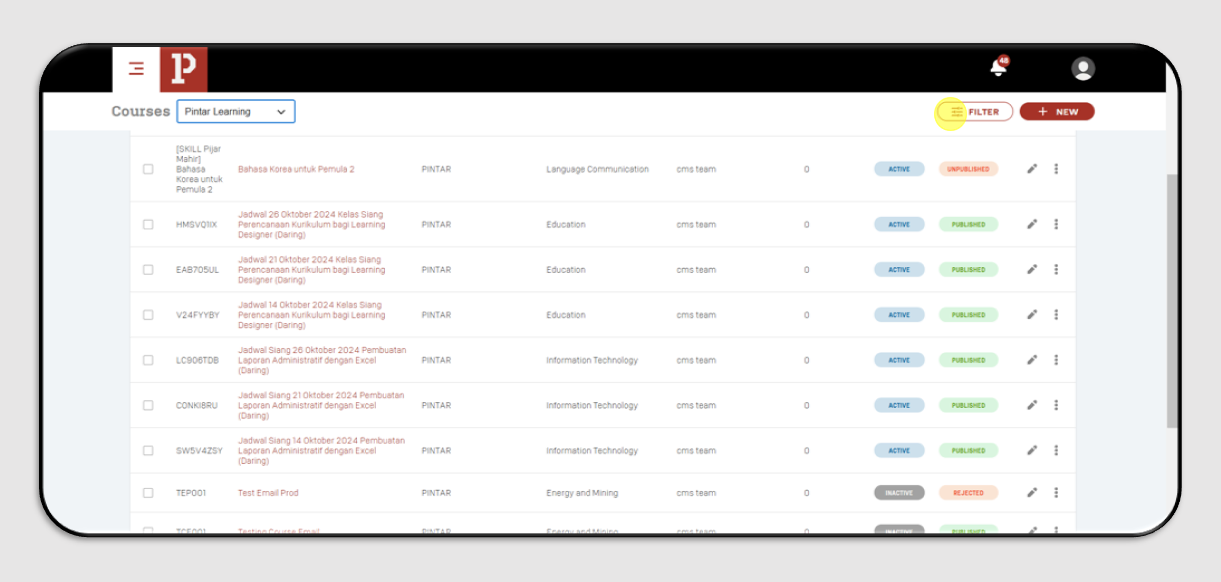 P
48
Courses
Pintar Learning
FILTER
+ NEW
[SKILL Pijar
Mahir]
Bahasa
Korea untuk
Pemula 2
Bahasa Korea untuk Pemula 2
PINTAR
Language Communication
cms team
0
ACTIVE
UNPUBLISHED
HMSVQ1IX
Jadwal 26 Oktober 2024 Kelas Siang
Perencanaan Kurikulum bagi Learning
Designer (Daring)
PINTAR
Education
cms team
0
ACTIVE
PUBLISHED
EAB705UL
Jadwal 21 Oktober 2024 Kelas Siang
Perencanaan Kurikulum bagi Learning
Designer (Daring)
PINTAR
Education
cms team
0
ACTIVE
PUBLISHED
V24FYYBY
Jadwal 14 Oktober 2024 Kelas Siang
Perencanaan Kurikulum bagi Learning
Designer (Daring)
PINTAR
Education
cms team
0
ACTIVE
PUBLISHED
LC906TDB
Jadwal Siang 26 Oktober 2024 Pembuatan
Laporan Administratif dengan Excel
(Daring)
PINTAR
Information Technology
cms team
0
ACTIVE
PUBLISHED
CONKIBRU
Jadwal Siang 21 Oktober 2024 Pembuatan
Laporan Administratif dengan Excel
(Daring)
PINTAR
Information Technology
cms team
0
ACTIVE
PUBLISHED
SW5V4ZSY
Jadwal Siang 14 Oktober 2024 Pembuatan
Laporan Administratif dengan Excel
(Daring)
PINTAR
Information Technology
cms team
0
ACTIVE
PUBLISHED
TEP001
Test Email Prod
PINTAR
Energy and Mining
cms team
0
INACTIVE
REJECTED
TCE001
Testing Course Email
PINTAR
Energy and Mining
cms team
0
INACTIVE
PUBLISHED